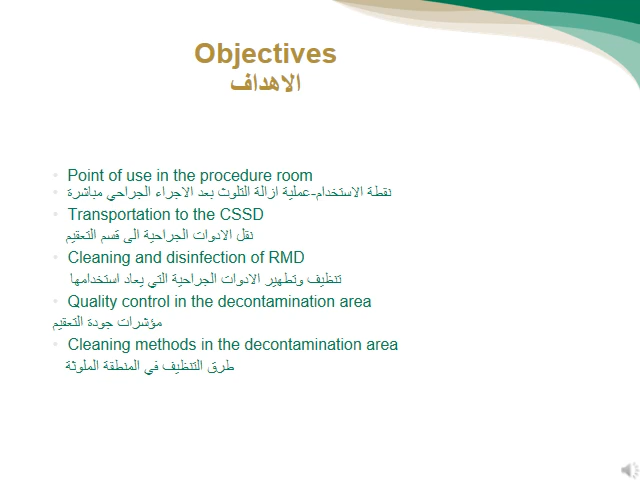 Objectives
الاهداف
Point of use in the procedure room
نقطة الاستخدام-عملية ازالة التلوث بعد الاجراء الجراحي مباشرة
Transportation to the CSSD
نقل الادوات الجراحية الى قسم التعقيم
Cleaning and disinfection of RMD
تنظيف وتطهير الادوات الجراحية التي يعاد استخدامها
Quality control in the decontamination area
مؤشرات جودة التعقيم
Cleaning methods in the decontamination area
طرق التنظيف في المنطقة الملوثة